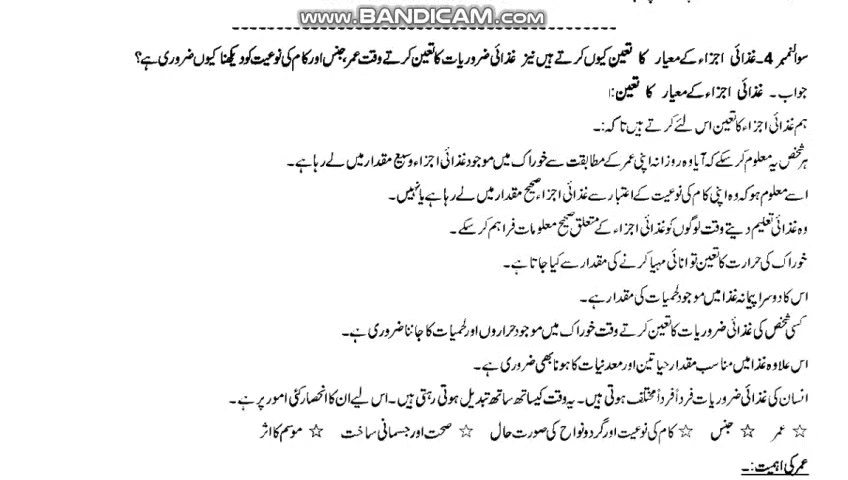 www.BANDICAM.com
سوال نمبر 4۔ غذائی اجزاء کے معیار کا تعین کیوں کرتے ہیں نیز غذائی ضروریات کا تعین کرتے وقت عمر، جنس اور کام کی نوعیت کو دیکھنا کیوں ضروری ہے؟
جواب۔ غذائی اجزاء کے معیار کا تعین:۔
ہم غذائی اجزاء کا تعین اس لئے کرتے ہیں تاکہ:۔
ہر شخص یہ معلوم کر سکے کہ آیا وہ روزانہ اپنی عمر کے مطابقت سے خوراک میں موجود غذائی اجزاء وسیع مقدار میں لے رہا ہے۔
اسے معلوم ہو کہ وہ اپنی کام کی نوعیت کے اعتبار سے غذائی اجزاء صحیح مقدار میں لے رہا ہے یا نہیں۔
وہ غذائی تعلیم دیتے وقت لوگوں کو غذائی اجزاء کے متعلق صحیح معلومات فراہم کر سکے۔
خوراک کی حرارت کا تعین توانائی مہیا کرنے کی مقدار سے کیا جاتا ہے۔
اس کا دوسرا پیمانہ غذا میں موجود لحمیات کی مقدار ہے۔
کسی شخص کی غذائی ضروریات کا تعین کرتے وقت خوراک میں موجود حراروں اور لحمیات کا جاننا ضروری ہے۔
اس علاوہ غذا میں مناسب مقدار حیاتین اور معدنیات کا ہونا بھی ضروری ہے۔
انسان کی غذائی ضروریات فرداً فرداً مختلف ہوتی ہیں۔ یہ وقت کیساتھ ساتھ تبدیل ہوتی رہتی ہیں۔ اس لیے ان کا انحصار کئی امور پر ہے۔
☆ عمر ☆ جنس ☆ کام کی نوعیت اور گرد و نواح کی صورت حال ☆ صحت اور جسمانی ساخت ☆ موسم کا اثر
عمر کی اہمیت:۔